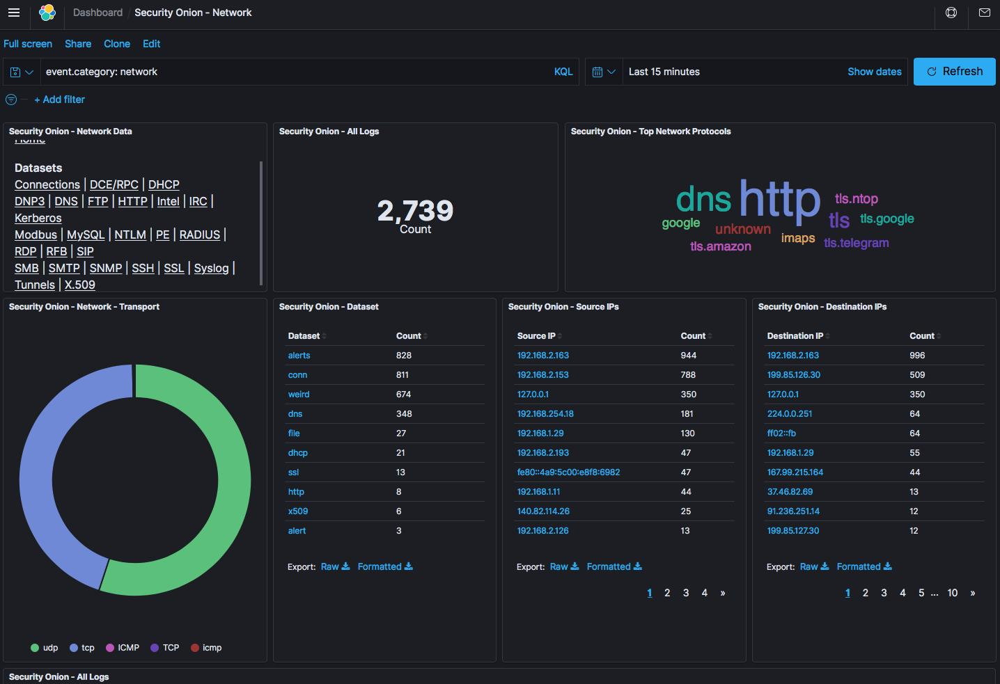 Dashboard / Security Onion - Network
Full screen Share Clone Edit
event.category: network KQL Last 15 minutes Show dates Refresh
+ Add filter
Security Onion - Network Data
Home
Datasets
Connections | DCE/RPC | DHCP
DNP3 | DNS | FTP | HTTP | Intel | IRC |
Kerberos
Modbus | MySQL | NTLM | PE | RADIUS |
RDP | RFB | SIP
SMB | SMTP | SNMP | SSH | SSL | Syslog |
Tunnels | X.509
Security Onion - All Logs
2,739
Count
Security Onion - Top Network Protocols
dns http tls.ntop
google unknown tls tls.google
tls.amazon imaps tls.telegram
Security Onion - Network - Transport
udp tcp ICMP TCP icmp
Security Onion - Dataset
Dataset Count
alerts 828
conn 811
weird 674
dns 348
file 27
dhcp 21
ssl 13
http 8
x509 6
alert 3
Export: Raw Formatted
Security Onion - Source IPs
Source IP Count
192.168.2.163 944
192.168.2.153 788
127.0.0.1 350
192.168.254.18 181
192.168.1.29 130
192.168.2.193 47
fe80::4a9:5c00:e8f8:6982 47
192.168.1.11 44
140.82.114.26 25
192.168.2.126 13
Export: Raw Formatted
1 2 3 4 »
Security Onion - Destination IPs
Destination IP Count
192.168.2.163 996
199.85.126.30 509
127.0.0.1 350
224.0.0.251 64
ff02::fb 64
192.168.1.29 55
167.99.215.164 44
37.46.82.69 13
91.236.251.14 12
199.85.127.30 12
Export: Raw Formatted
1 2 3 4 5 ... 10 »
Security Onion - All Logs